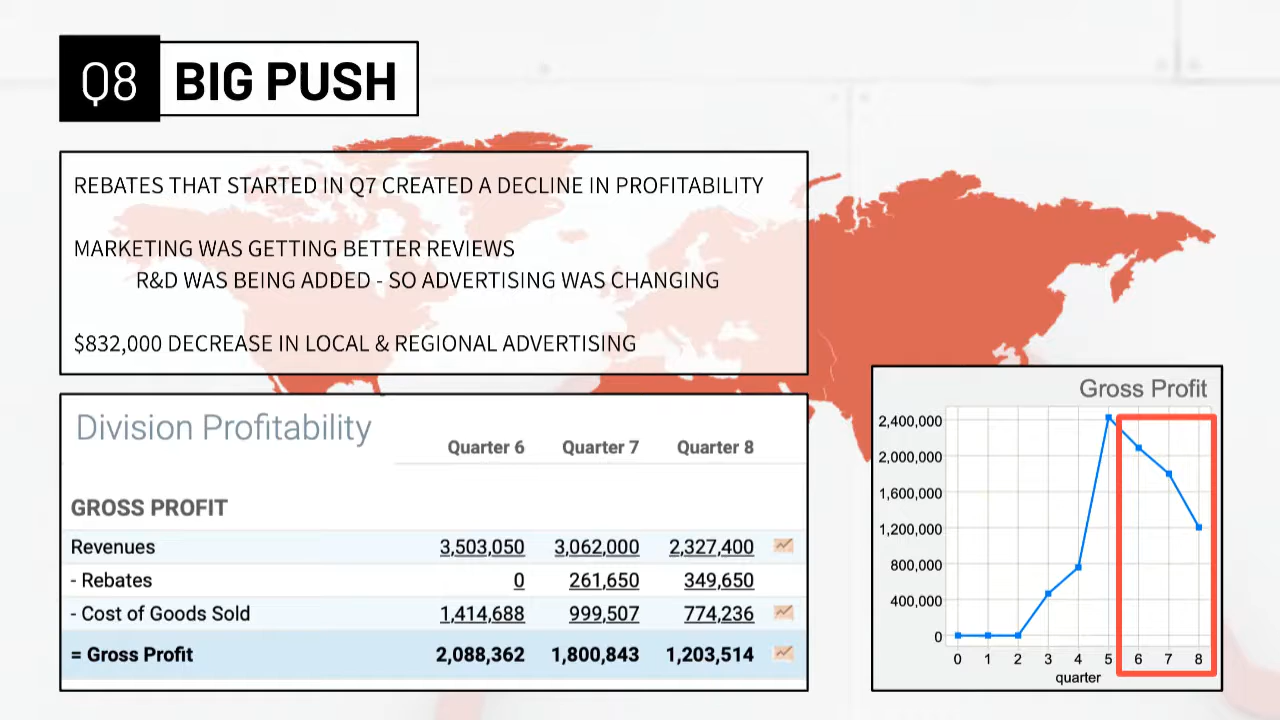 Q8 BIG PUSH
REBATES THAT STARTED IN Q7 CREATED A DECLINE IN PROFITABILITY
MARKETING WAS GETTING BETTER REVIEWS
R&D WAS BEING ADDED - SO ADVERTISING WAS CHANGING
$832,000 DECREASE IN LOCAL & REGIONAL ADVERTISING
Division Profitability
Quarter 6 Quarter 7 Quarter 8
GROSS PROFIT
Revenues 3,503,050 3,062,000 2,327,400
- Rebates 0 261,650 349,650
- Cost of Goods Sold 1,414,688 999,507 774,236
= Gross Profit 2,088,362 1,800,843 1,203,514
Gross Profit
2,400,000
2,000,000
1,600,000
1,200,000
800,000
400,000
0
0 1 2 3 4 5 6 7 8
quarter